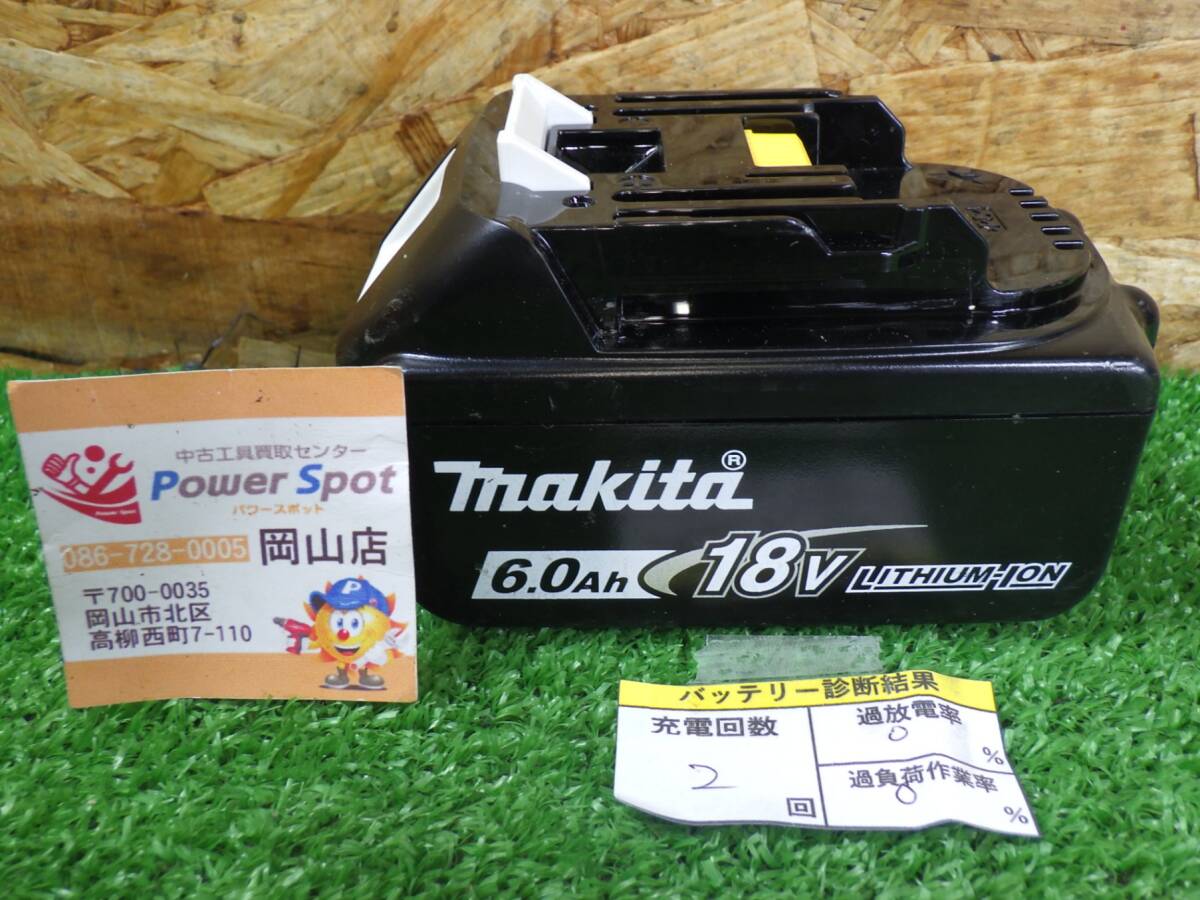 中古工具買取センター
Power Spot
パワースポット
Power Spot
086-728-0005 岡山店
〒700-0035
岡山市北区
高柳西町7-110
P
makita®
6.0Ah 18V LITHIUM-ION
バッテリー診断結果
充電回数
2 回
過放電率
0 %
過負荷作業率
0 %